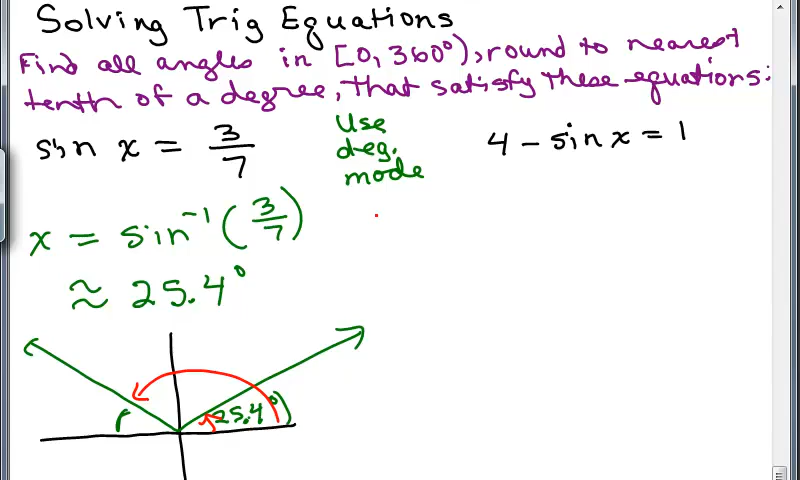 Solving Trig Equations
Find all angles in [0, 360°), round to nearest
tenth of a degree, that satisfy these equations:
sin x = 3/7
Use
deg.
mode
x = sin⁻¹(3/7)
≈ 25.4°
25.4°
4 - sin x = 1